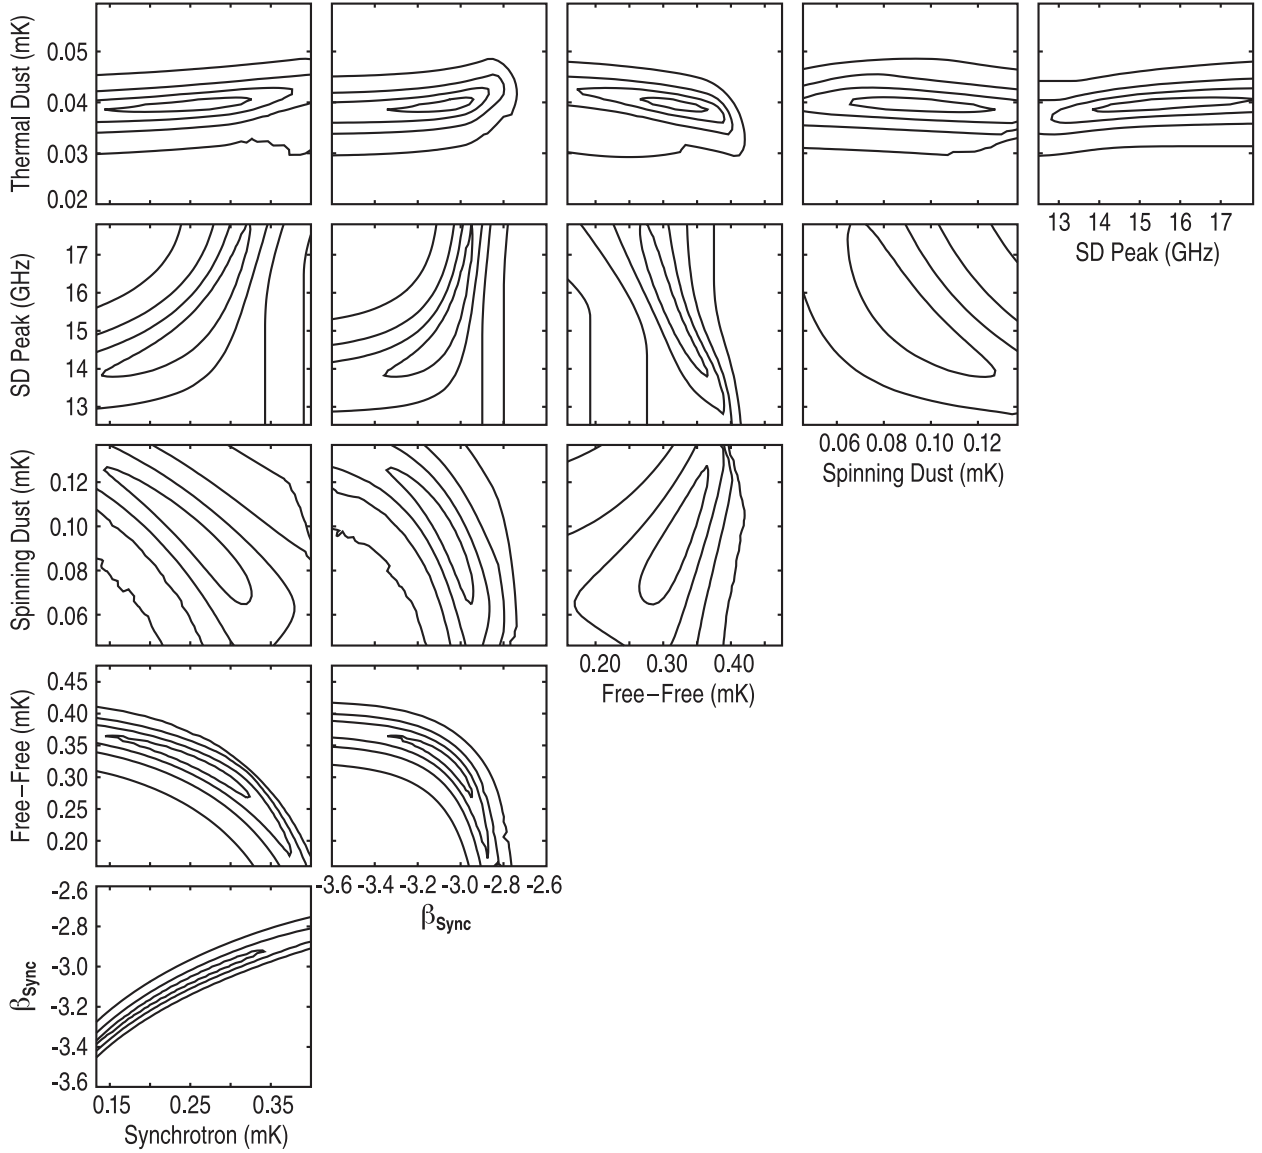 Thermal Dust (mK)
0.05
0.04
0.03
0.02
13 14 15 16 17
SD Peak (GHz)
SD Peak (GHz)
17
16
15
14
13
0.06 0.08 0.10 0.12
Spinning Dust (mK)
Spinning Dust (mK)
0.12
0.10
0.08
0.06
0.20 0.30 0.40
Free-Free (mK)
Free-Free (mK)
0.45
0.40
0.35
0.30
0.25
0.20
-3.6 -3.4 -3.2 -3.0 -2.8 -2.6
βSync
βSync
-2.6
-2.8
-3.0
-3.2
-3.4
-3.6
0.15 0.25 0.35
Synchrotron (mK)